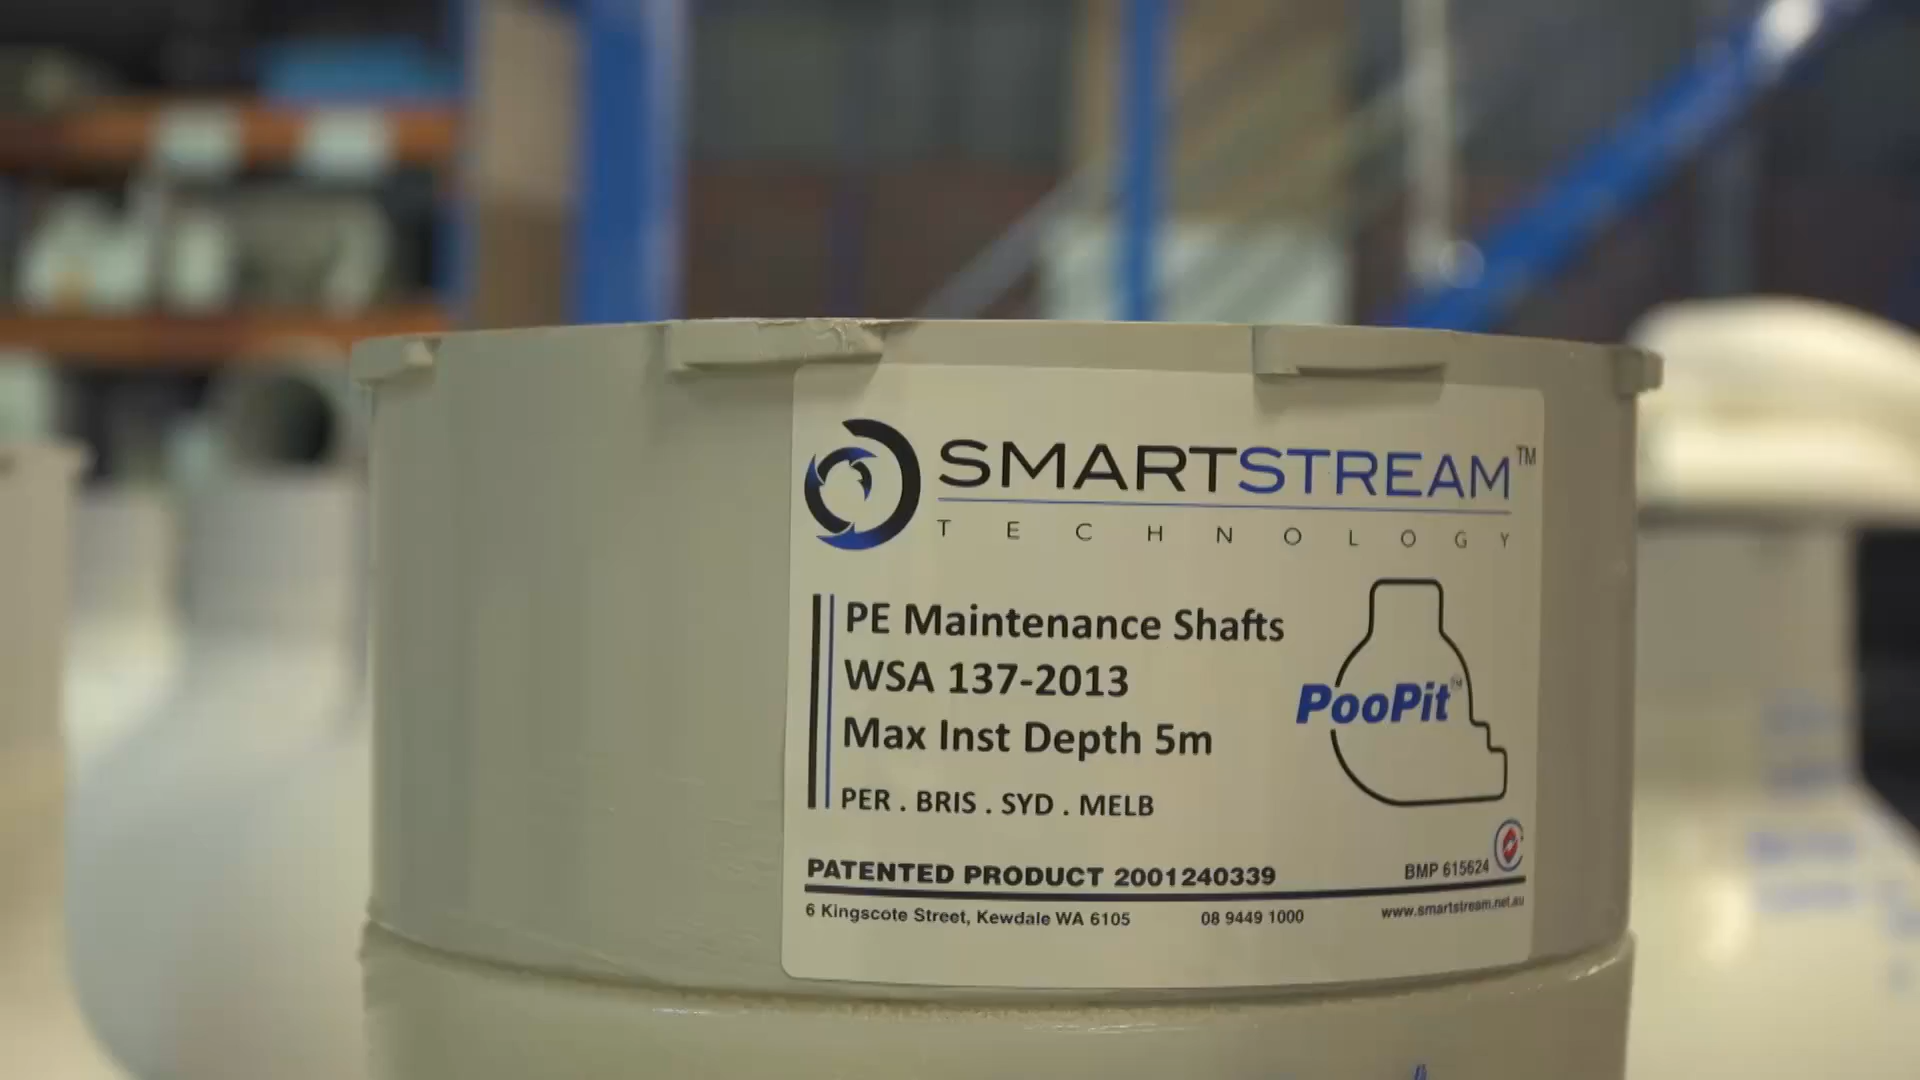 SMARTSTREAM™
TECHNOLOGY
PE Maintenance Shafts
WSA 137-2013
Max Inst Depth 5m
PER . BRIS . SYD . MELB
PooPit™
PATENTED PRODUCT 2001240339
BMP 615624
6 Kingscote Street, Kewdale WA 6105 08 9449 1000 www.smartstream.net.au